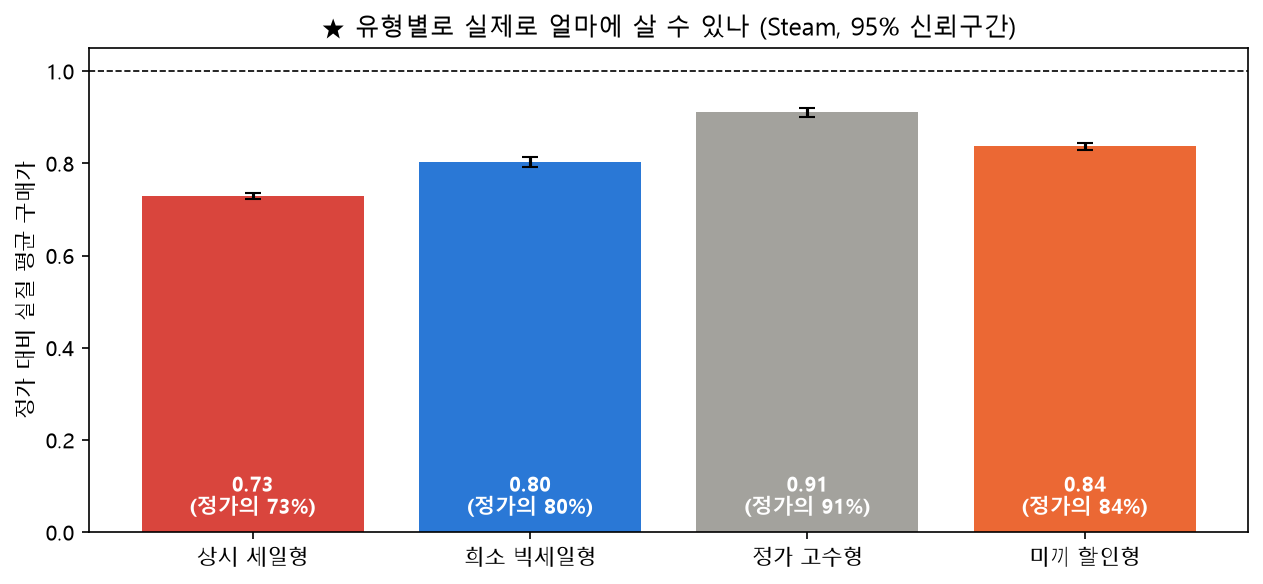 ★ 유형별로 실제로 얼마에 살 수 있나 (Steam, 95% 신뢰구간)
정가 대비 실질 평균 구매가
1.0
0.8
0.6
0.4
0.2
0.0
0.73
(정가의 73%)
0.80
(정가의 80%)
0.91
(정가의 91%)
0.84
(정가의 84%)
상시 세일형
희소 빅세일형
정가 고수형
미끼 할인형